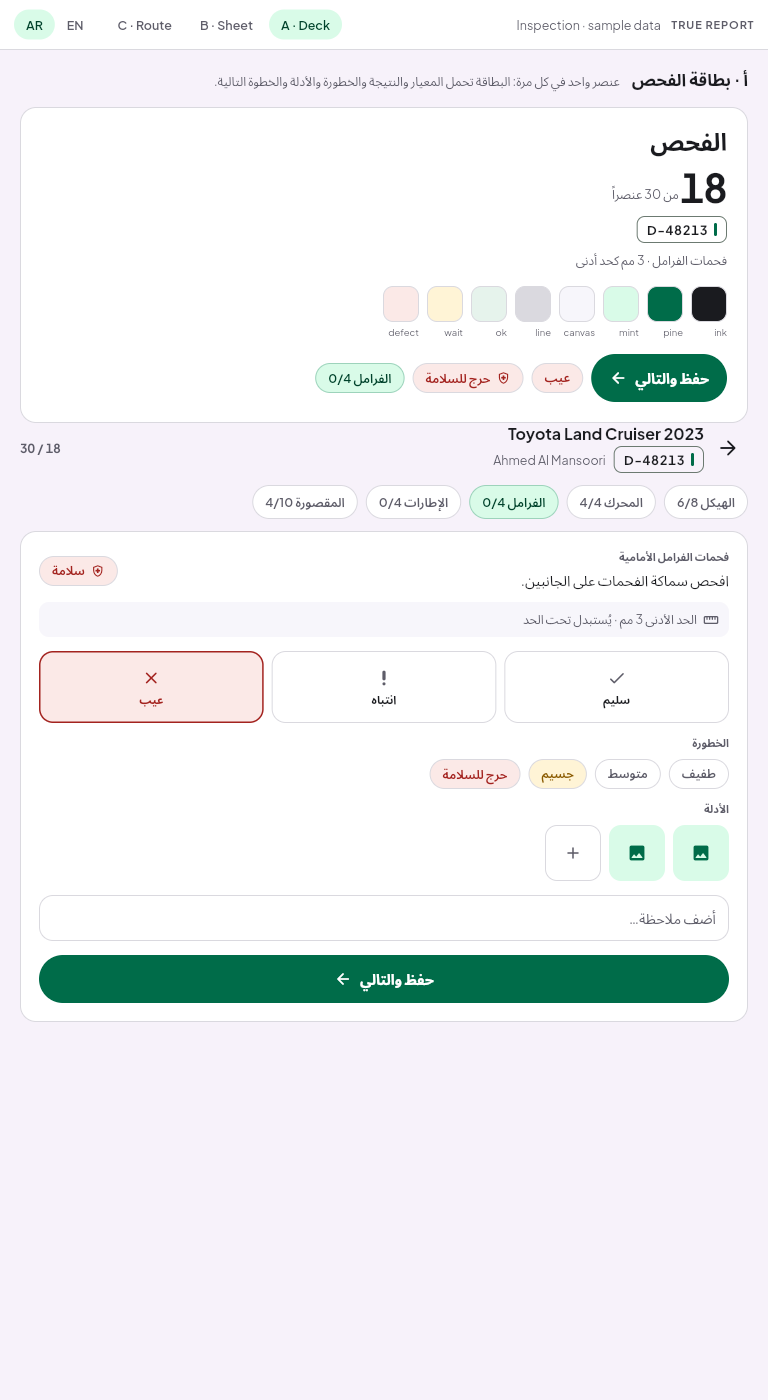 AR EN C · Route B · Sheet A · Deck Inspection · sample data TRUE REPORT
أ · بطاقة الفحص عنصر واحد في كل مرة: البطاقة تحمل المعيار والنتيجة والخطورة والأدلة والخطوة التالية.
الفحص
18 من 30 عنصراً
D-48213
فحمات الفرامل · 3 مم كحد أدنى
ink pine mint canvas line ok wait defect
حفظ والتالي عيب حرج للسلامة الفرامل 0/4
Toyota Land Cruiser 2023
D-48213 Ahmed Al Mansoori
30 / 18
الهيكل 6/8 المحرك 4/4 الفرامل 0/4 الإطارات 0/4 المقصورة 4/10
فحمات الفرامل الأمامية
افحص سماكة الفحمات على الجانبين.
سلامة
الحد الأدنى 3 مم · يُستبدل تحت الحد
سليم انتباه عيب
الخطورة
طفيف متوسط جسيم حرج للسلامة
الأدلة
أضف ملاحظة...
حفظ والتالي